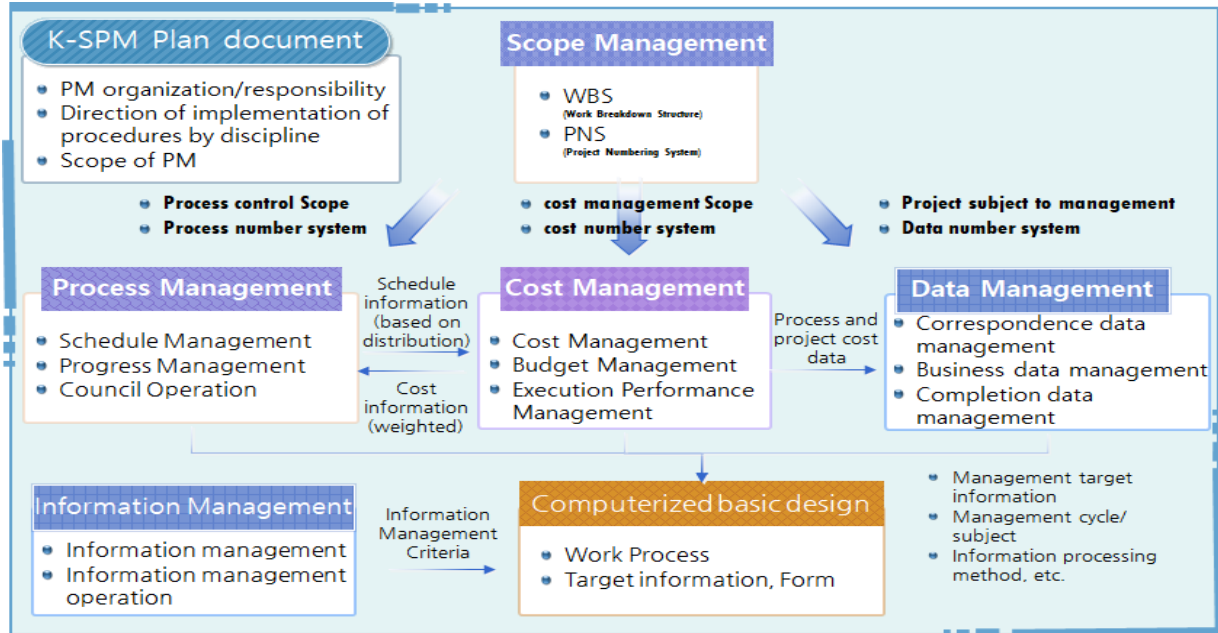 K-SPM Plan document
PM organization/responsibility
Direction of implementation of
procedures by discipline
Scope of PM
Scope Management
WBS
(Work Breakdown Structure)
PNS
(Project Numbering System)
Process control Scope
Process number system
cost management Scope
cost number system
Project subject to management
Data number system
Process Management
Schedule Management
Progress Management
Council Operation
Schedule
information
(based on
distribution)
Cost
information
(weighted)
Cost Management
Cost Management
Budget Management
Execution Performance
Management
Process and
project cost
data
Data Management
Correspondence data
management
Business data management
Completion data
management
Information Management
Information management
Information management
operation
Information
Management
Criteria
Computerized basic design
Work Process
Target information, Form
Management target
information
Management cycle/
subject
Information processing
method, etc.